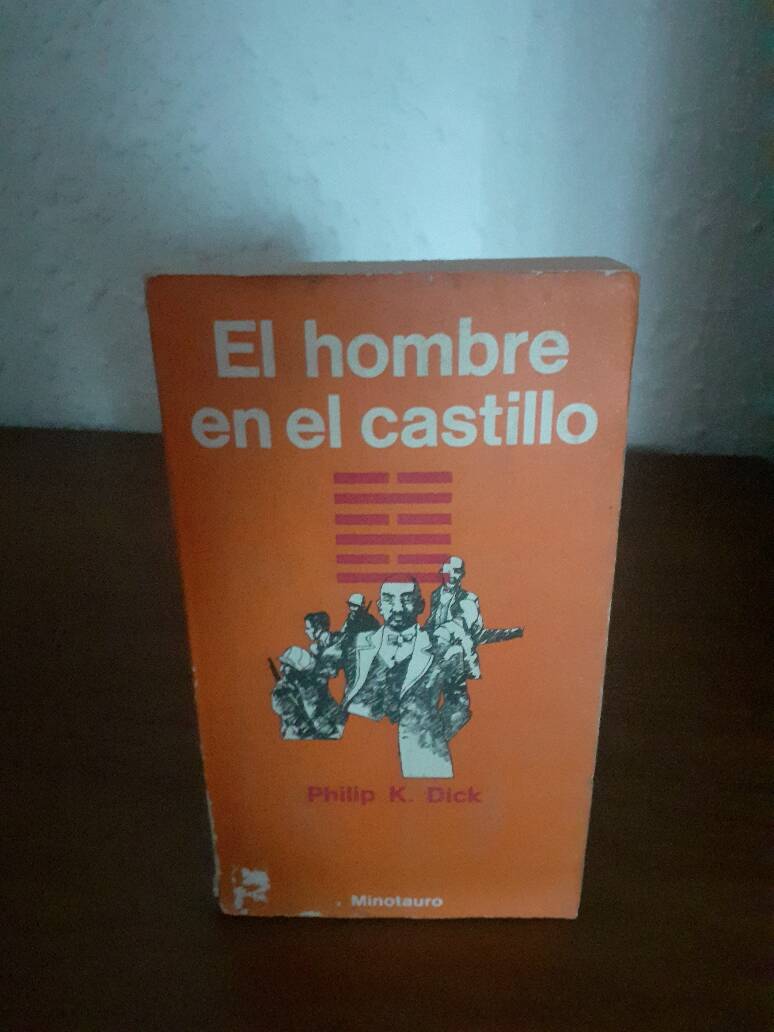 El hombre
en el castillo
Philip K. Dick
Minotauro